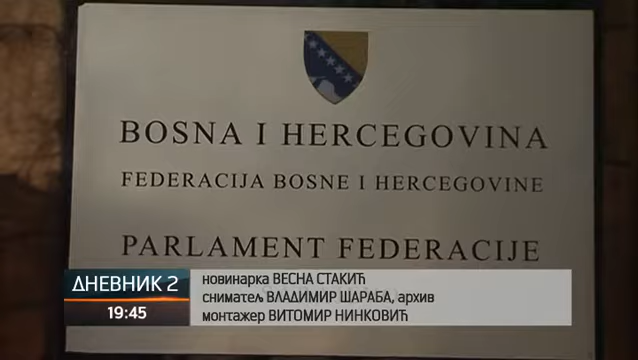 BOSNA I HERCEGOVINA
FEDERACIJA BOSNE I HERCEGOVINE
PARLAMENT FEDERACIJE
ДНЕВНИК 2
19:45
новинарка ВЕСНА СТАКИЋ
сниматељ ВЛАДИМИР ШАРАБА, архив
монтажер ВИТОМИР НИНКОВИЋ